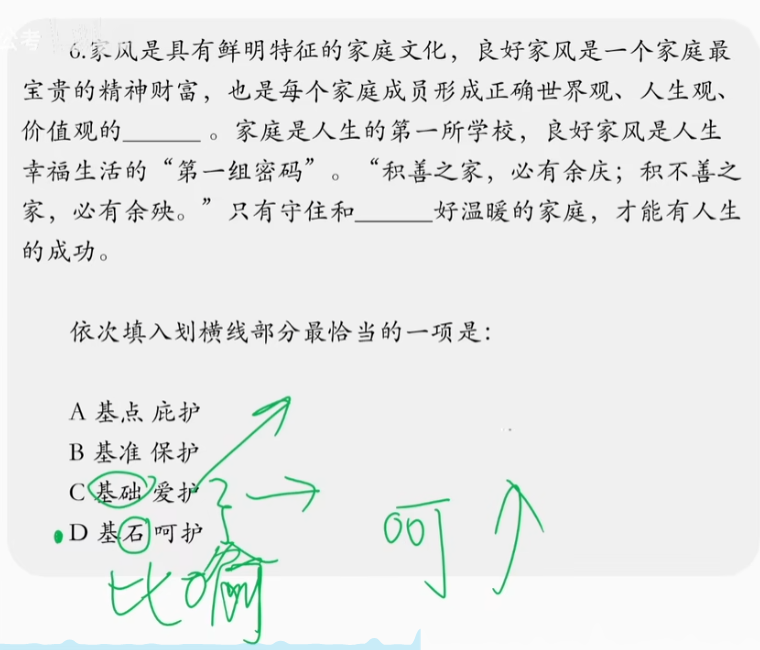 公考
6.家风是具有鲜明特征的家庭文化，良好家风是一个家庭最
宝贵的精神财富，也是每个家庭成员形成正确世界观、人生观、
价值观的______ 。家庭是人生的第一所学校，良好家风是人生
幸福生活的“第一组密码”。“积善之家，必有余庆；积不善之
家，必有余殃。”只有守住和______好温暖的家庭，才能有人生
的成功。
依次填入划横线部分最恰当的一项是：
A 基点 庇护
B 基准 保护
C 基础 爱护
D 基石 呵护
呵
比喻